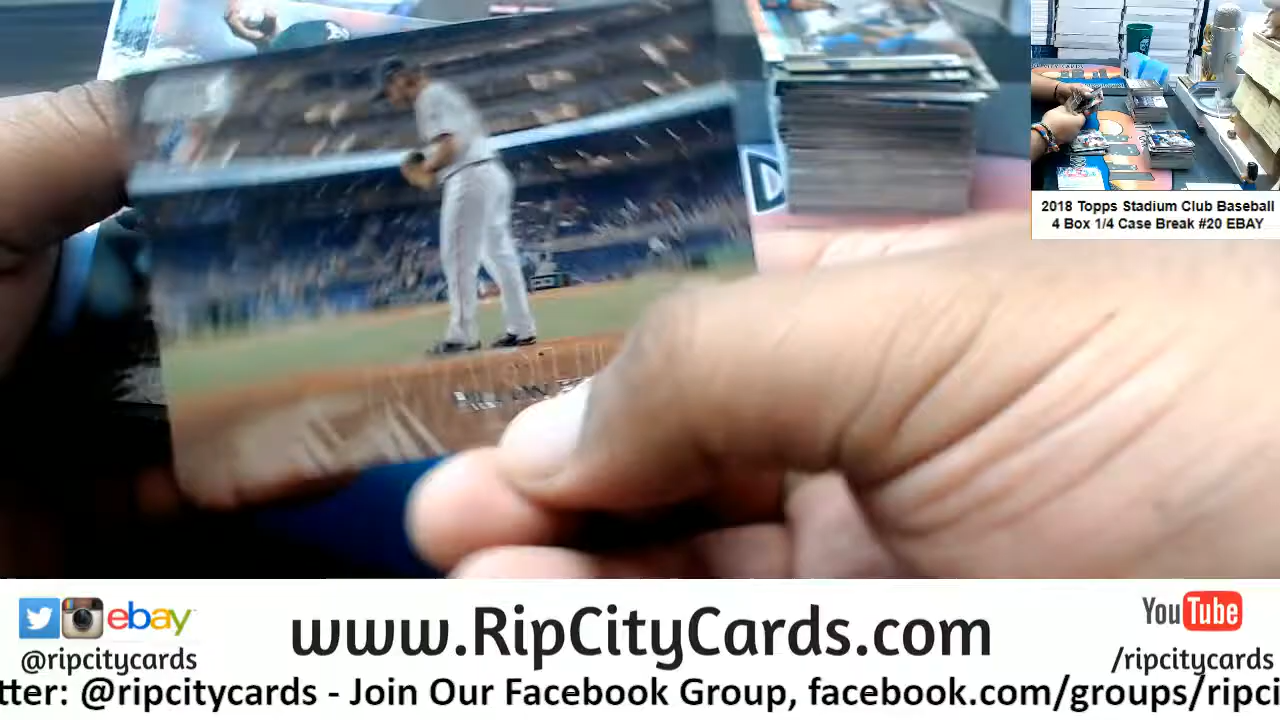 2018 Topps Stadium Club Baseball
4 Box 1/4 Case Break #20 EBAY
D
ebay
@ripcitycards
www.RipCityCards.com
YouTube
/ripcitycards
tter: @ripcitycards - Join Our Facebook Group, facebook.com/groups/ripci